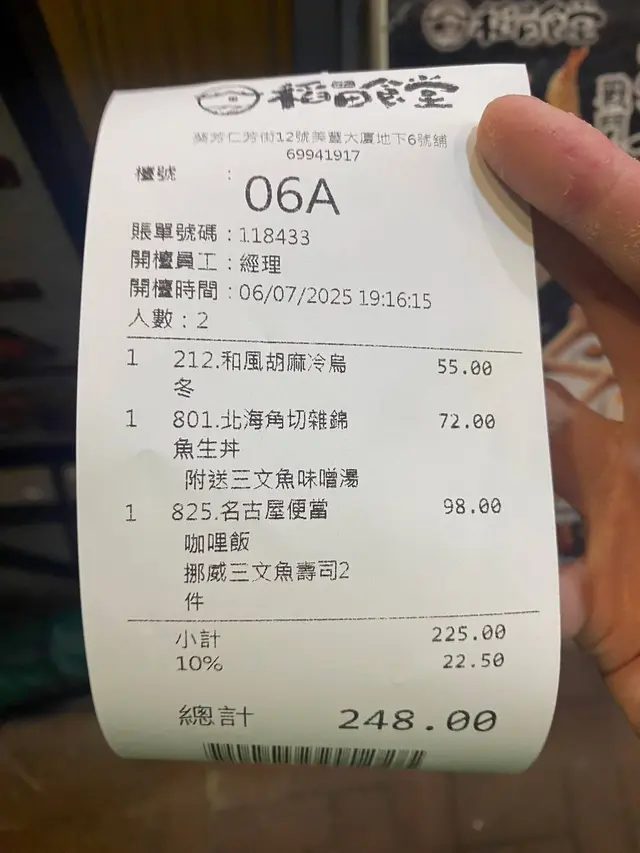 稻田食堂
葵芳仁芳街12號美豐大廈地下6號舖
69941917
檯號 :
06A
賬單號碼 : 118433
開檯員工 : 經理
開檯時間 : 06/07/2025 19:16:15
人數 : 2
1 212.和風胡麻冷烏 55.00
冬
1 801.北海角切雜錦 72.00
魚生丼
附送三文魚味噌湯
1 825.名古屋便當 98.00
咖哩飯
挪威三文魚壽司2
件
小計 225.00
10% 22.50
總計 248.00
稻田食堂